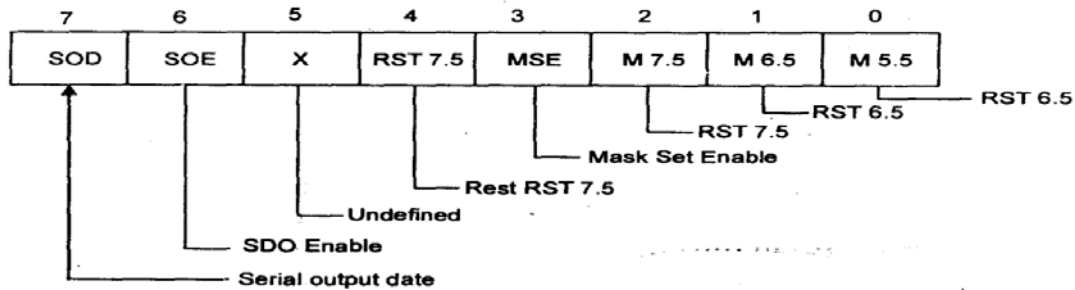 7 6 5 4 3 2 1 0
SOD SOE X RST 7.5 MSE M 7.5 M 6.5 M 5.5
RST 6.5
RST 6.5
RST 7.5
Mask Set Enable
Rest RST 7.5
Undefined
SDO Enable
Serial output date